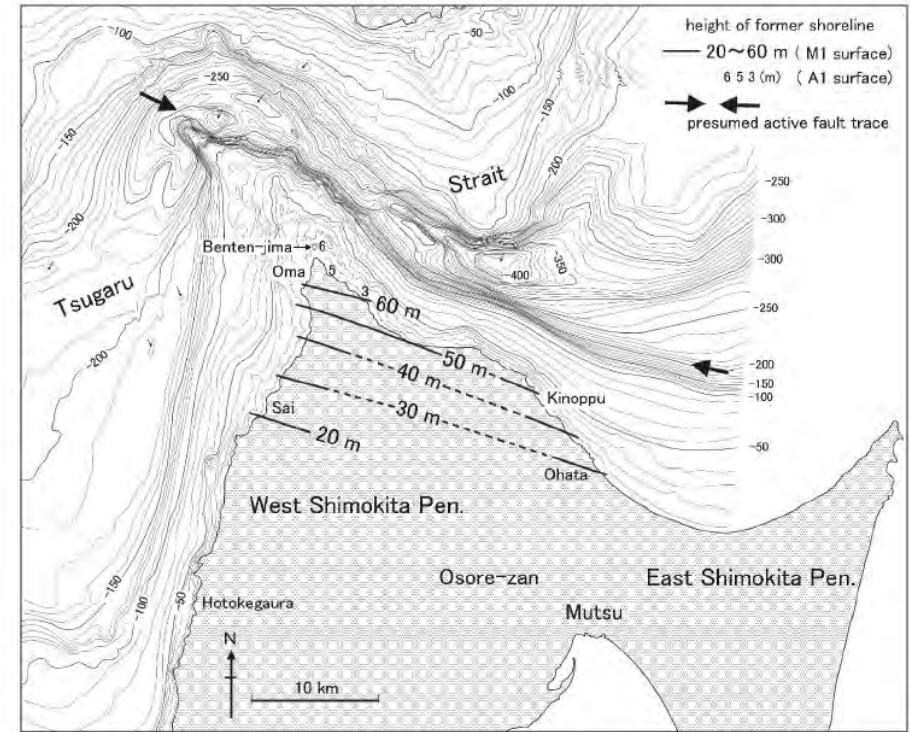 height of former shoreline
20～60 m ( M1 surface)
6 5 3 (m) ( A1 surface)
presumed active fault trace
-100
-50
-250
-150
-200
Strait
-200
-250
-300
-300
-350
-400
-250
Benten-jima
6
Oma
5
3
60 m
Tsugaru
-200
50 m
-200
-150
-100
40 m
Kinoppu
Sai
30 m
20 m
-50
Ohata
West Shimokita Pen.
Osore-zan
East Shimokita Pen.
-150
-100
-50
Hotokegaura
Mutsu
N
10 km